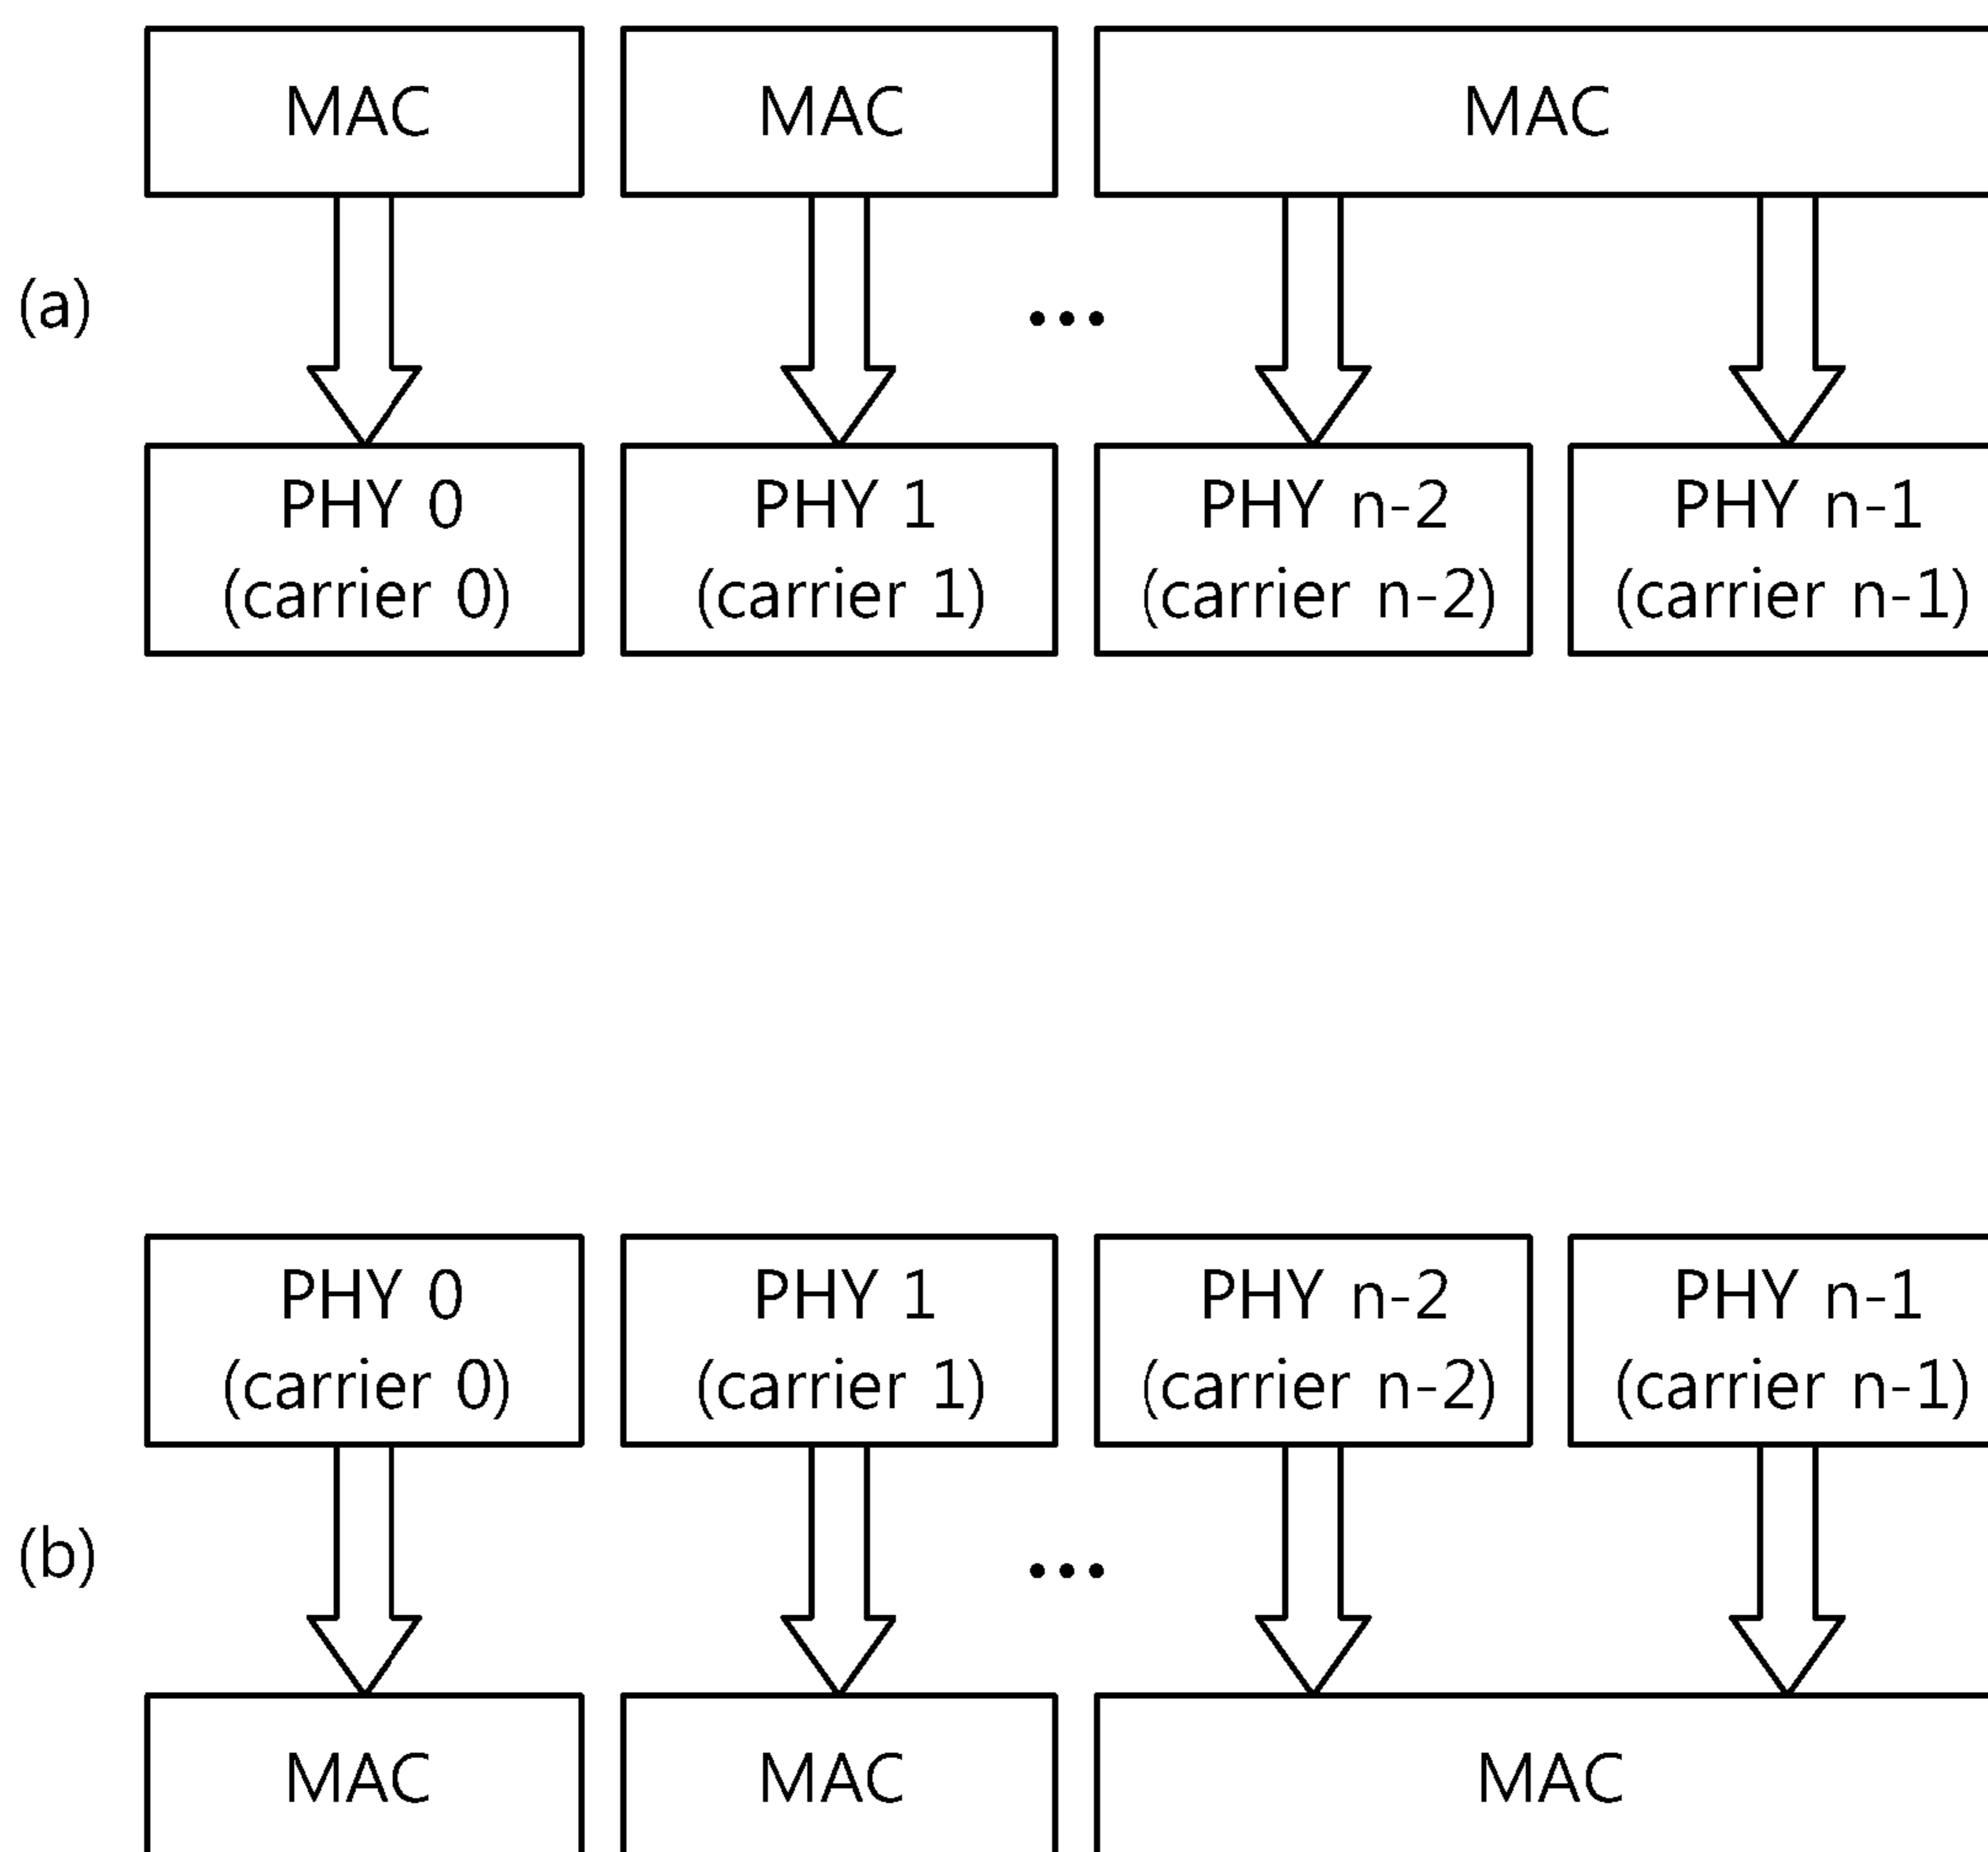 MAC MAC MAC
(a)
...
PHY 0 PHY 1 PHY n-2 PHY n-1
(carrier 0) (carrier 1) (carrier n-2) (carrier n-1)
PHY 0 PHY 1 PHY n-2 PHY n-1
(carrier 0) (carrier 1) (carrier n-2) (carrier n-1)
(b)
...
MAC MAC MAC